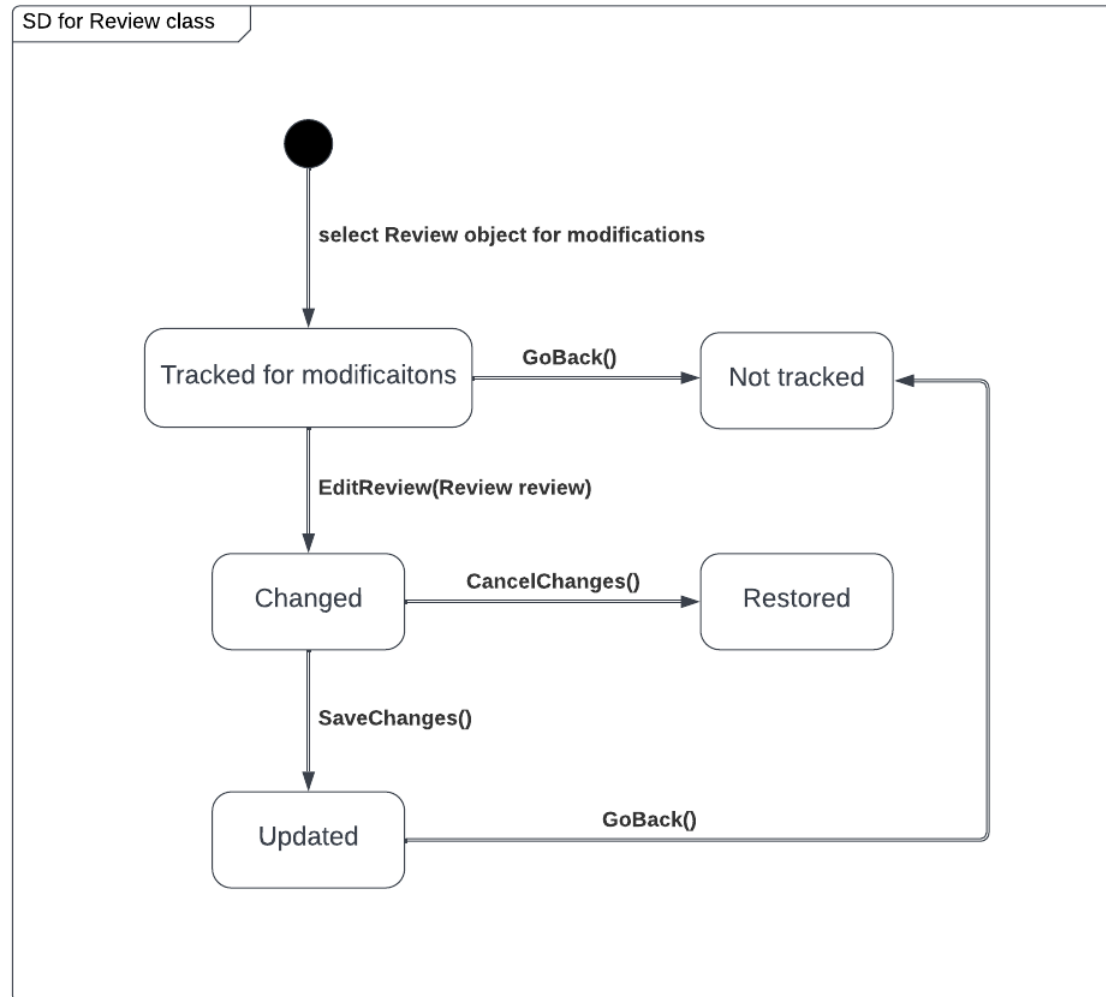 SD for Review class
select Review object for modifications
Tracked for modificaitons
GoBack()
Not tracked
EditReview(Review review)
Changed
CancelChanges()
Restored
SaveChanges()
Updated
GoBack()